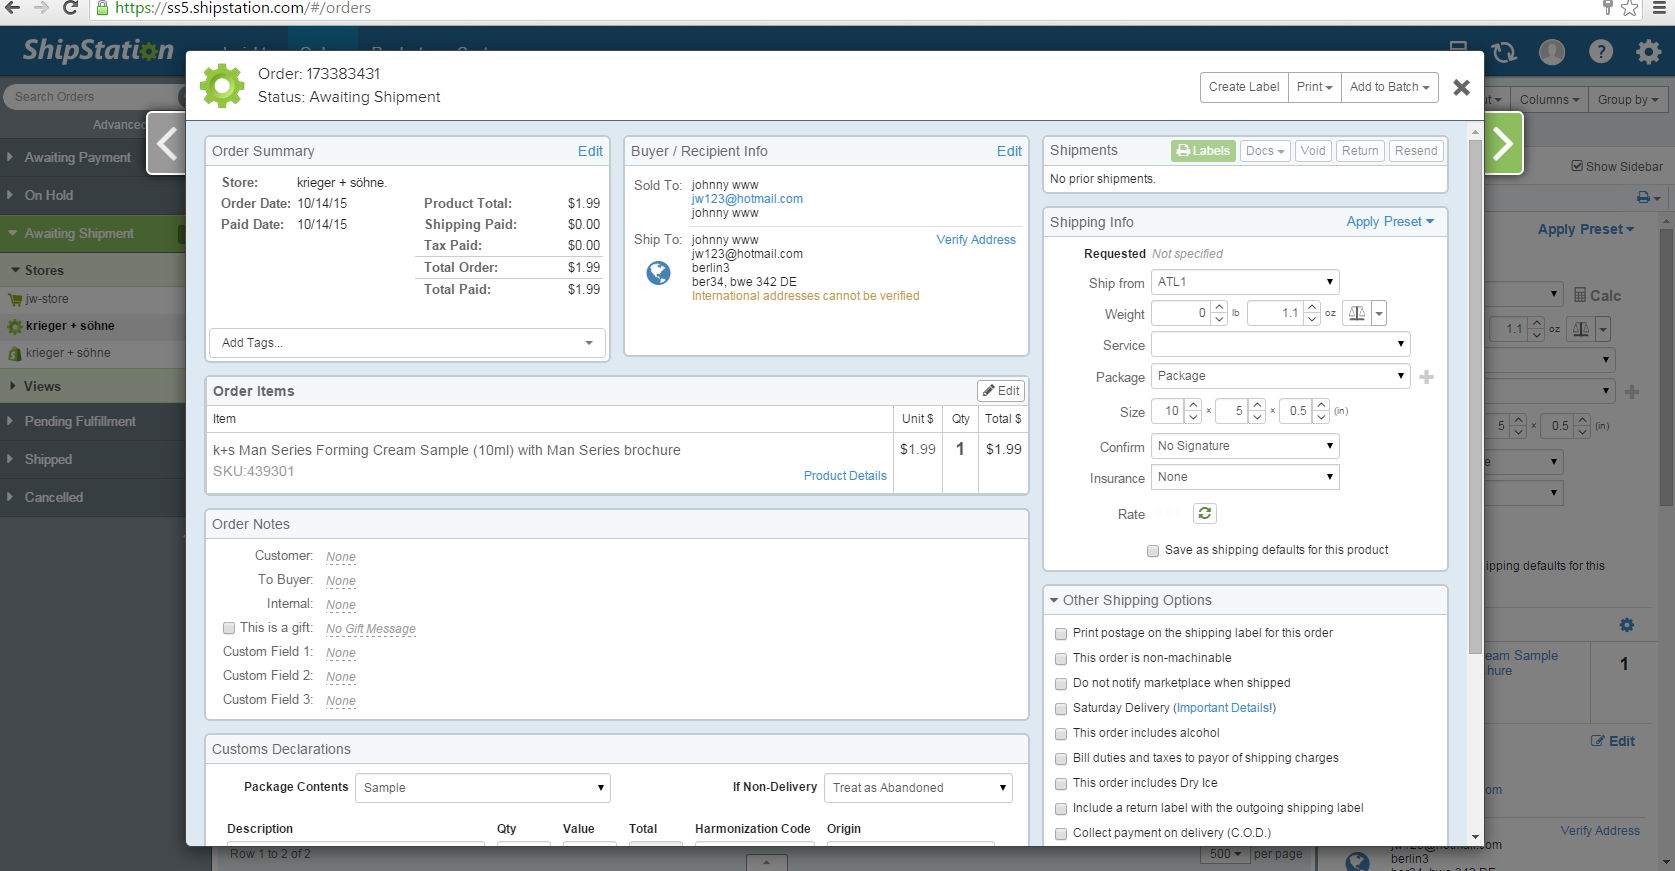 https://ss5.shipstation.com/#/orders
ShipStation
Search Orders
Advanced
Awaiting Payment
On Hold
Awaiting Shipment
Stores
jw-store
krieger + söhne
krieger + söhne
Views
Pending Fulfillment
Shipped
Cancelled
Order: 173383431
Status: Awaiting Shipment
Create Label
Print
Add to Batch
Order Summary
Edit
Store: krieger + söhne.
Order Date: 10/14/15
Paid Date: 10/14/15
Product Total: $1.99
Shipping Paid: $0.00
Tax Paid: $0.00
Total Order: $1.99
Total Paid: $1.99
Add Tags...
Buyer / Recipient Info
Edit
Sold To: johnny www
jw123@hotmail.com
johnny www
Ship To: johnny www
Verify Address
jw123@hotmail.com
berlin3
ber34, bwe 342 DE
International addresses cannot be verified
Order Items
Edit
Item Unit $ Qty Total $
k+s Man Series Forming Cream Sample (10ml) with Man Series brochure $1.99 1 $1.99
SKU:439301
Product Details
Order Notes
Customer: None
To Buyer: None
Internal: None
This is a gift: No Gift Message
Custom Field 1: None
Custom Field 2: None
Custom Field 3: None
Customs Declarations
Package Contents Sample
If Non-Delivery Treat as Abandoned
Description Qty Value Total Harmonization Code Origin
Shipments
Labels
Docs
Void
Return
Resend
No prior shipments.
Shipping Info
Apply Preset
Requested Not specified
Ship from ATL1
Weight 0 lb 1.1 oz
Service
Package Package
Size 10 x 5 x 0.5 (in)
Confirm No Signature
Insurance None
Rate
Save as shipping defaults for this product
Other Shipping Options
Print postage on the shipping label for this order
This order is non-machinable
Do not notify marketplace when shipped
Saturday Delivery (Important Details!)
This order includes alcohol
Bill duties and taxes to payor of shipping charges
This order includes Dry Ice
Include a return label with the outgoing shipping label
Collect payment on delivery (C.O.D.)
Columns
Group by
Show Sidebar
Apply Preset
Calc
1.1 oz
5 x 0.5 (in)
ipping defaults for this
eam Sample
hure
1
Edit
om
Verify Address
jw123@hotmail.com
berlin3
ber34, bwe 342 DE
Row 1 to 2 of 2
500 per page